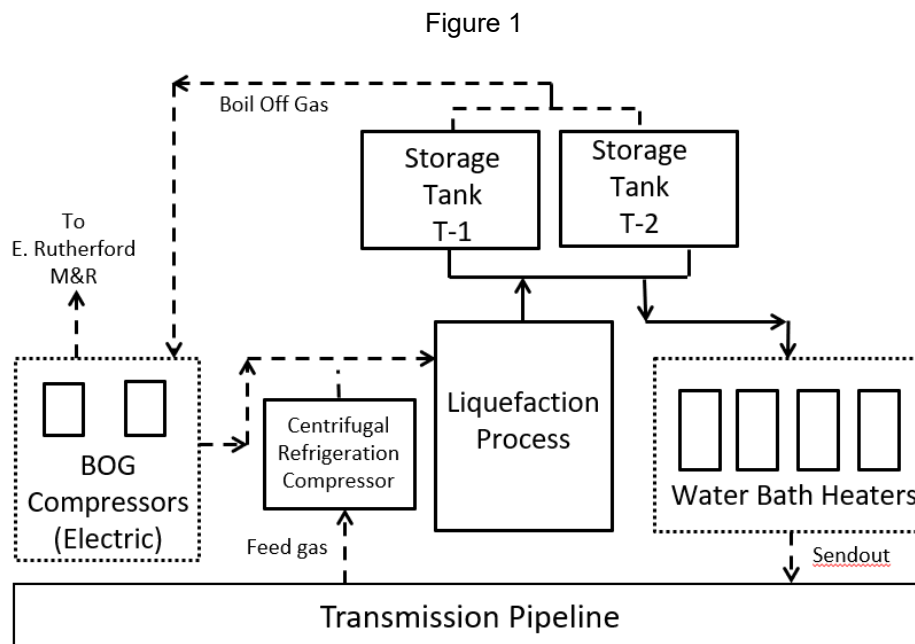 Figure 1
Boil Off Gas
Storage
Tank
T-1
Storage
Tank
T-2
To
E. Rutherford
M&R
BOG
Compressors
(Electric)
Centrifugal
Refrigeration
Compressor
Liquefaction
Process
Water Bath Heaters
Feed gas
Sendout
Transmission Pipeline